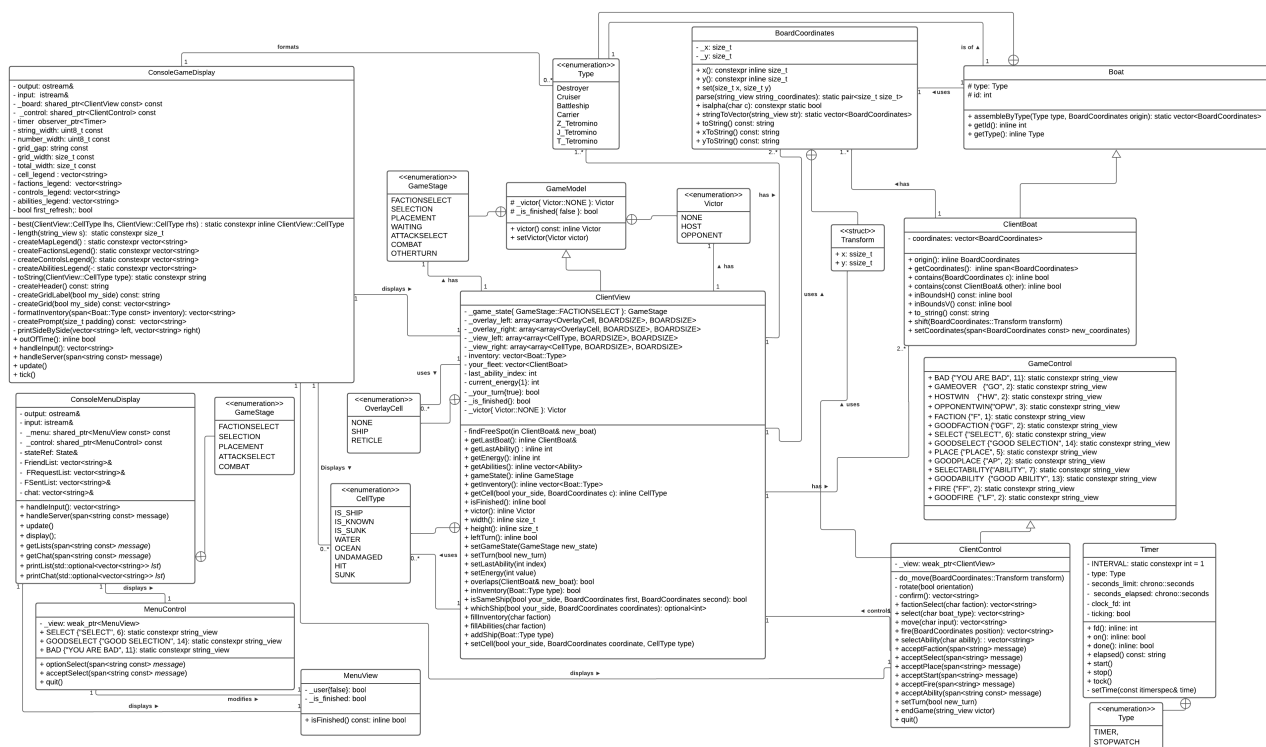 formats
1
ConsoleGameDisplay
- output: ostream&
- input: istream&
- _board: shared_ptr<ClientView const> const
- _control: shared_ptr<ClientControl> const
- timer observer_ptr<Timer>
- string_width: uint8_t const
- number_width: uint8_t const
- grid_gap: string const
- grid_width: size_t const
- total_width: size_t const
- cell_legend : vector<string>
- factions_legend: vector<string>
- controls_legend: vector<string>
- abilities_legend: vector<string>
- bool first_refresh;: bool
- best(ClientView::CellType lhs, ClientView::CellType rhs) : static constexpr inline ClientView::CellType
- length(string_view s): static constexpr size_t
- createMapLegend() : static constexpr vector<string>
- createFactionsLegend(): static constexpr vector<string>
- createControlsLegend(): static constexpr vector<string>
- createAbilitiesLegend(-: static constexpr vector<string>
- toString(ClientView::CellType type): static constexpr string
- createHeader() const: string
- createGridLabel(bool my_side) const: string
- createGrid(bool my_side) const: vector<string>
- formatInventory(span<Boat::Type const> inventory): vector<string>
- createPrompt(size_t padding) const: vector<string>
- printSideBySide(vector<string> left, vector<string> right)
+ outOfTime(): inline bool
+ handleInput(): vector<string>
+ handleServer(span<string const> message)
+ update()
+ tick()
<<enumeration>>
Type
Destroyer
Cruiser
Battleship
Carrier
Z_Tetromino
J_Tetromino
T_Tetromino
0..*
1
1..*
BoardCoordinates
- _x: size_t
- _y: size_t
+ x(): constexpr inline size_t
+ y(): constexpr inline size_t
+ set(size_t x, size_t y)
parse(string_view string_coordinates): static pair<size_t size_t>
+ isalpha(char c): constexpr static bool
+ stringToVector(string_view str): static vector<BoardCoordinates>
+ toString() const: string
+ xToString() const: string
+ yToString() const: string
2..*
1..*
is of ▲
1
1
◄uses
1
Boat
# type: Type
# id: int
+ assembleByType(Type type, BoardCoordinates origin): static vector<BoardCoordinates>
+ getId(): inline int
+ getType(): inline Type
<<enumeration>>
GameStage
FACTIONSELECT
SELECTION
PLACEMENT
WAITING
ATTACKSELECT
COMBAT
OTHERTURN
1
▲ has
1
GameModel
# _victor{ Victor::NONE }: Victor
# _is_finished{ false }: bool
+ victor() const: inline Victor
+ setVictor(Victor victor)
<<enumeration>>
Victor
NONE
HOST
OPPONENT
1
▲ has
1
has ►
◄has
1
<<struct>>
Transform
+ x: ssize_t
+ y: ssize_t
1
uses ▲
▲ uses
ClientBoat
- coordinates: vector<BoardCoordinates>
+ origin(): inline BoardCoordinates
+ getCoordinates(): inline span<BoardCoordinates>
+ contains(BoardCoordinates c): inline bool
+ contains(const ClientBoat& other): inline bool
+ inBoundsH() const: inline bool
+ inBoundsV() const: inline bool
+ to_string() const: string
+ shift(BoardCoordinates::Transform transform)
+ setCoordinates(span<BoardCoordinates const> new_coordinates)
2..*
displays ►
1
1
ClientView
- _game_state{ GameStage::FACTIONSELECT }: GameStage
- _overlay_left: array<array<OverlayCell, BOARDSIZE>, BOARDSIZE>
- _overlay_right: array<array<OverlayCell, BOARDSIZE>, BOARDSIZE>
- _view_left: array<array<CellType, BOARDSIZE>, BOARDSIZE>
- _view_right: array<array<CellType, BOARDSIZE>, BOARDSIZE>
- inventory: vector<Boat::Type>
- your_fleet: vector<ClientBoat>
- last_ability_index: int
- current_energy{1}: int
- _your_turn{true}: bool
- _is_finished{}: bool
- _victor{ Victor::NONE }: Victor
- findFreeSpot(in ClientBoat& new_boat)
+ getLastBoat(): inline ClientBoat&
+ getLastAbility() : inline int
+ getEnergy(): inline int
+ getAbilities(): inline vector<Ability>
+ gameState(): inline GameStage
+ getInventory(): inline vector<Boat::Type>
+ getCell(bool your_side, BoardCoordinates c): inline CellType
+ isFinished(): inline bool
+ victor(): inline Victor
+ width(): inline size_t
+ height(): inline size_t
+ leftTurn(): inline bool
+ setGameState(GameStage new_state)
+ setTurn(bool new_turn)
+ setLastAbility(int index)
+ setEnergy(int value)
+ overlaps(ClientBoat& new_boat): bool
+ inInventory(Boat::Type type): bool
+ isSameShip(bool your_side, BoardCoordinates first, BoardCoordinates second): bool
+ whichShip(bool your_side, BoardCoordinates coordinates): optional<int>
+ fillInventory(char faction)
+ fillAbilities(char faction)
+ addShip(Boat::Type type)
+ setCell(bool your_side, BoardCoordinate coordinate, CellType type)
1
1
1
1
uses ▼
1
<<enumeration>>
OverlayCell
NONE
SHIP
RETICLE
0..*
Displays ▼
<<enumeration>>
CellType
IS_SHIP
IS_KNOWN
IS_SUNK
WATER
OCEAN
UNDAMAGED
HIT
SUNK
0..*
0..*
◄uses
1
has ►
◄ controls
1
1
ConsoleMenuDisplay
- output: ostream&
- input: istream&
- _menu: shared_ptr<MenuView const> const
- _control: shared_ptr<MenuControl> const
- stateRef: State&
- FriendList: vector<string>&
- FRequestList: vector<string>&
- FSentList: vector<string>&
- chat: vector<string>&
+ handleInput(): vector<string>
+ handleServer(span<string const> message)
+ update()
+ display();
+ getLists(span<string const> message)
+ getChat(span<string const> message)
+ printList(std::optional<vector<string>> lst)
+ printChat(std::optional<vector<string>> lst)
1
1
<<enumeration>>
GameStage
FACTIONSELECT
SELECTION
PLACEMENT
ATTACKSELECT
COMBAT
displays ►
1
MenuControl
- _view: weak_ptr<MenuView>
+ SELECT {"SELECT", 6}: static constexpr string_view
+ GOODSELECT {"GOOD SELECTION", 14}: static constexpr string_view
+ BAD {"YOU ARE BAD", 11}: static constexpr string_view
+ optionSelect(span<string const> message)
+ acceptSelect(span<string const> message)
+ quit()
1
modifies ►
1
displays ►
1
MenuView
- _user{false}: bool
- _is_finished: bool
+ isFinished() const: inline bool
displays ►
1
GameControl
+ BAD {"YOU ARE BAD", 11}: static constexpr string_view
+ GAMEOVER {"GO", 2}: static constexpr string_view
+ HOSTWIN {"HW", 2}: static constexpr string_view
+ OPPONENTWIN{"OPW", 3}: static constexpr string_view
+ FACTION {"F", 1}: static constexpr string_view
+ GOODFACTION {"0GF", 2}: static constexpr string_view
+ SELECT {"SELECT", 6}: static constexpr string_view
+ GOODSELECT {"GOOD SELECTION", 14}: static constexpr string_view
+ PLACE {"PLACE", 5}: static constexpr string_view
+ GOODPLACE {"AP", 2}: static constexpr string_view
+ SELECTABILITY{"ABILITY", 7}: static constexpr string_view
+ GOODABILITY {"GOOD ABILITY", 13}: static constexpr string_view
+ FIRE {"FF", 2}: static constexpr string_view
+ GOODFIRE {"LF", 2}: static constexpr string_view
ClientControl
- _view: weak_ptr<ClientView>
- do_move(BoardCoordinates::Transform transform)
- rotate(bool orientation)
- confirm(): vector<string>
+ factionSelect(char faction): vector<string>
+ select(char boat_type): vector<string>
+ move(char input): vector<string>
+ fire(BoardCoordinates position): vector<string>
+ selectAbility(char ability): : vector<string>
+ acceptFaction(span<string> message)
+ acceptSelect(span<string> message)
+ acceptPlace(span<string> message)
+ acceptStart(span<string> message)
+ acceptFire(span<string> message)
+ acceptAbility(span<string const> message)
+ setTurn(bool new_turn)
+ endGame(string_view victor)
+ quit()
Timer
- INTERVAL: static constexpr int = 1
- type: Type
- seconds_limit: chrono::seconds
- seconds_elapsed: chrono::seconds
- clock_fd: int
- ticking: bool
+ fd(): inline: int
+ on(): inline: bool
+ done(): inline: bool
+ elapsed() const: string
+ start()
+ stop()
+ tock()
- setTime(const itimerspec& time)
<<enumeration>>
Type
TIMER,
STOPWATCH